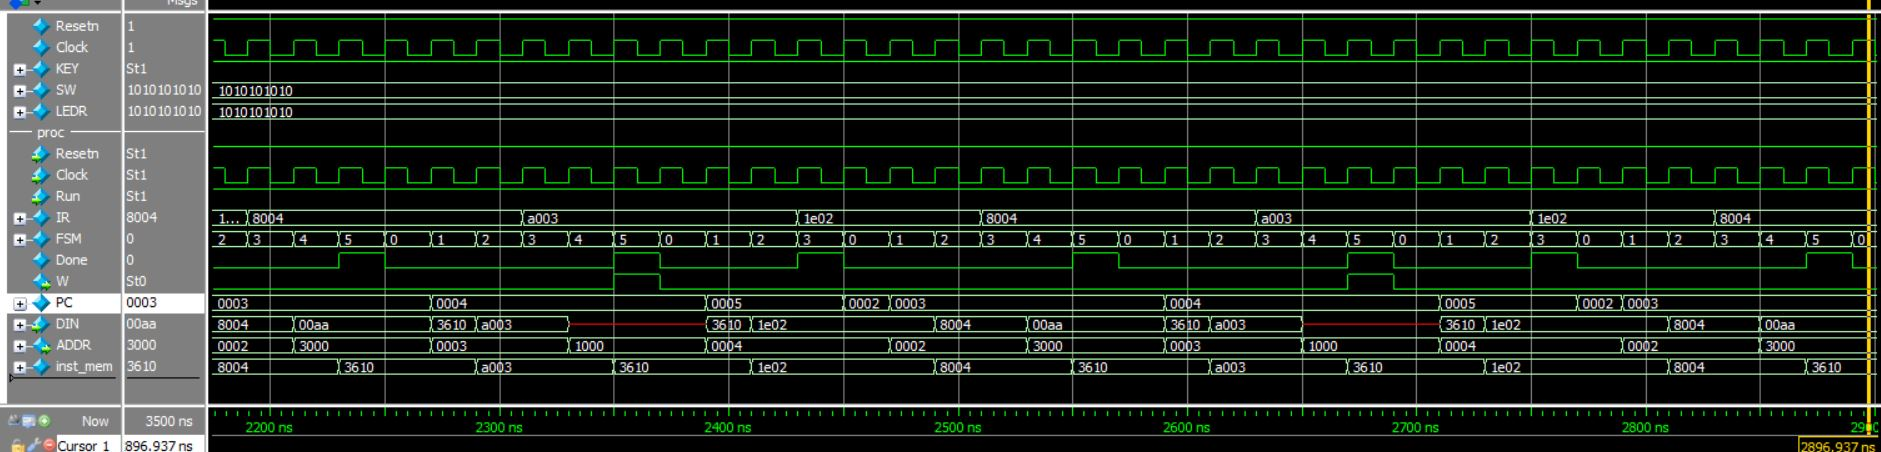 Msgs
Resetn 1
Clock 1
KEY St1
SW 1010101010 1010101010
LEDR 1010101010 1010101010
proc
Resetn St1
Clock St1
Run St1
IR 8004 1... 8004 a003 1e02 8004 a003 1e02 8004
FSM 0 2 3 4 5 0 1 2 3 4 5 0 1 2 3 0 1 2 3 4 5 0 1 2 3 4 5 0 1 2 3 0 1 2 3 4 5 0
Done 0
W St0
PC 0003 0003 0004 0005 0002 0003 0004 0005 0002 0003
DIN 00aa 8004 00aa 3610 a003 3610 1e02 8004 00aa 3610 a003 3610 1e02 8004 00aa
ADDR 3000 0002 3000 0003 1000 0004 0002 3000 0003 1000 0004 0002 3000
inst_mem 3610 8004 3610 a003 3610 1e02 8004 3610 a003 3610 1e02 8004 3610
Now 3500 ns 2200 ns 2300 ns 2400 ns 2500 ns 2600 ns 2700 ns 2800 ns
Cursor 1 896.937 ns 2896.937 ns